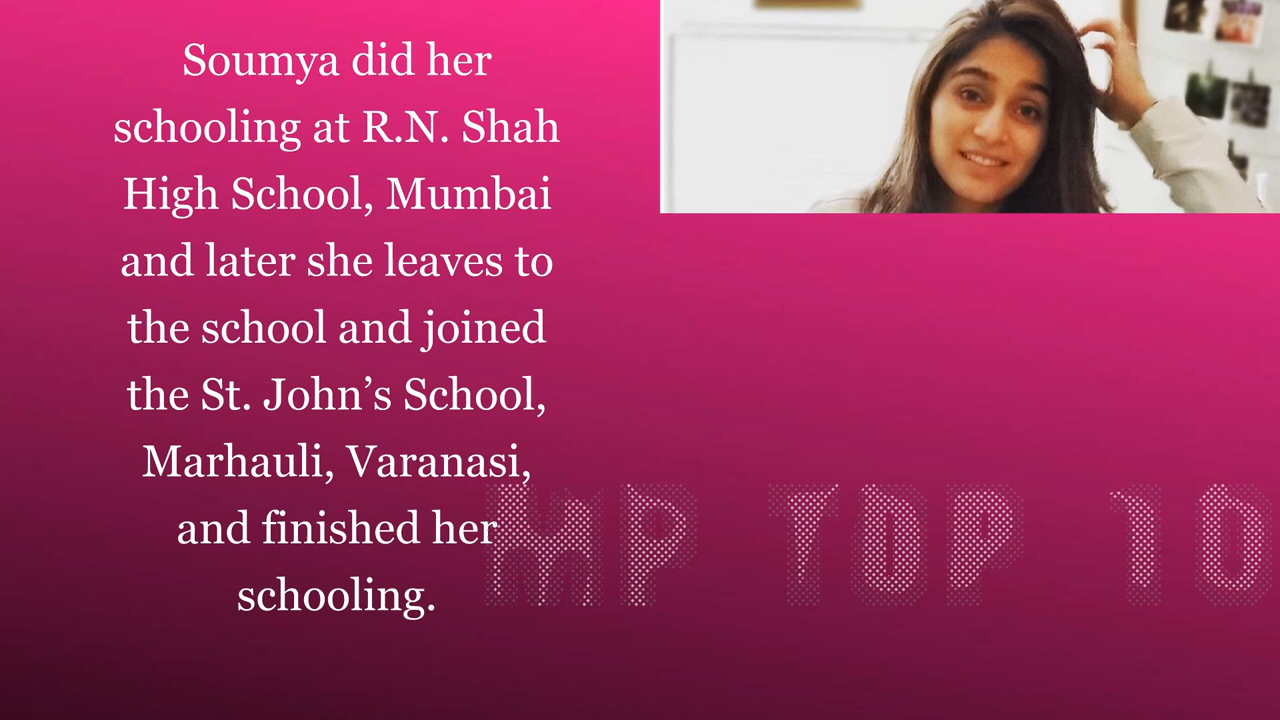 Soumya did her
schooling at R.N. Shah
High School, Mumbai
and later she leaves to
the school and joined
the St. John’s School,
Marhauli, Varanasi,
and finished her
schooling.
MP TOP 10